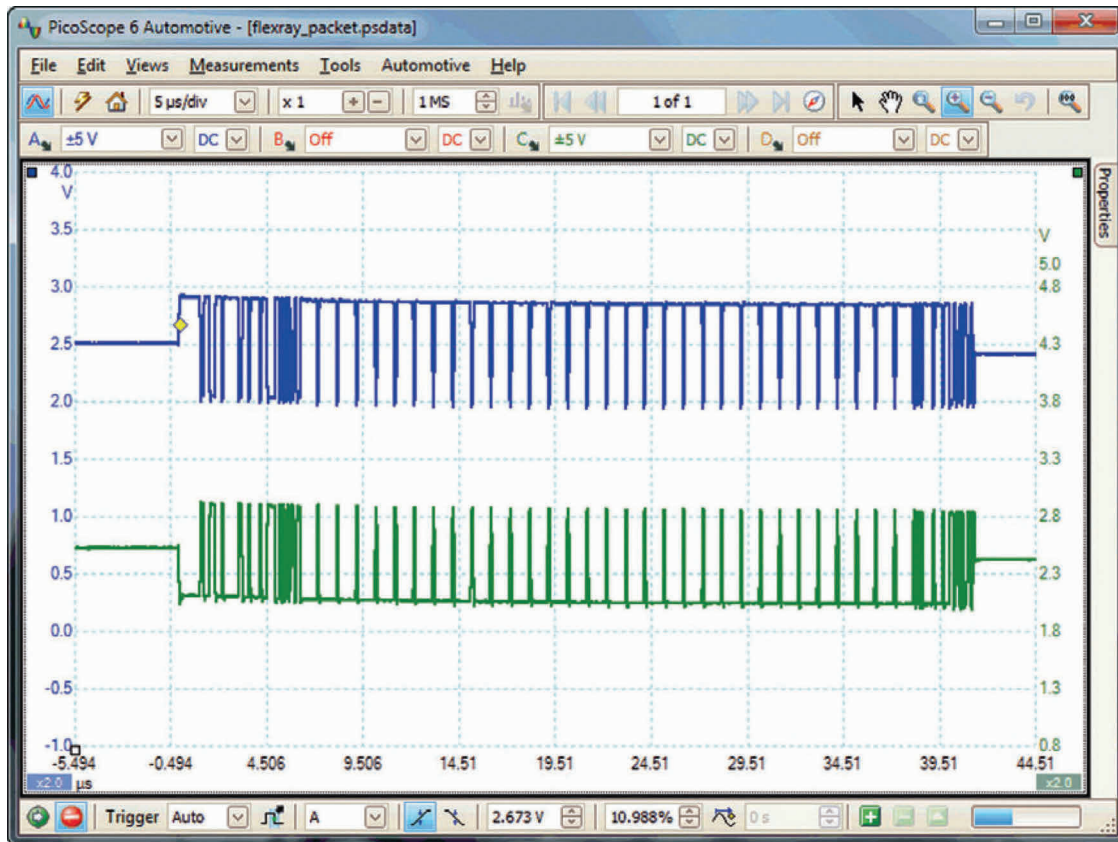 PicoScope 6 Automotive - [flexray_packet.psdata]
File Edit Views Measurements Tools Automotive Help
5 µs/div x 1 + - 1 MS 1 of 1
A ±5 V DC B Off DC C ±5 V DC D Off DC
Properties
4.0
V
3.5
3.0
2.5
2.0
1.5
1.0
0.5
0.0
-0.5
-1.0
V
5.0
4.8
4.3
3.8
3.3
2.8
2.3
1.8
1.3
0.8
-5.494 -0.494 4.506 9.506 14.51 19.51 24.51 29.51 34.51 39.51 44.51
x2.0 µs x2.0
Trigger Auto A 2.673 V 10.988% 0 s